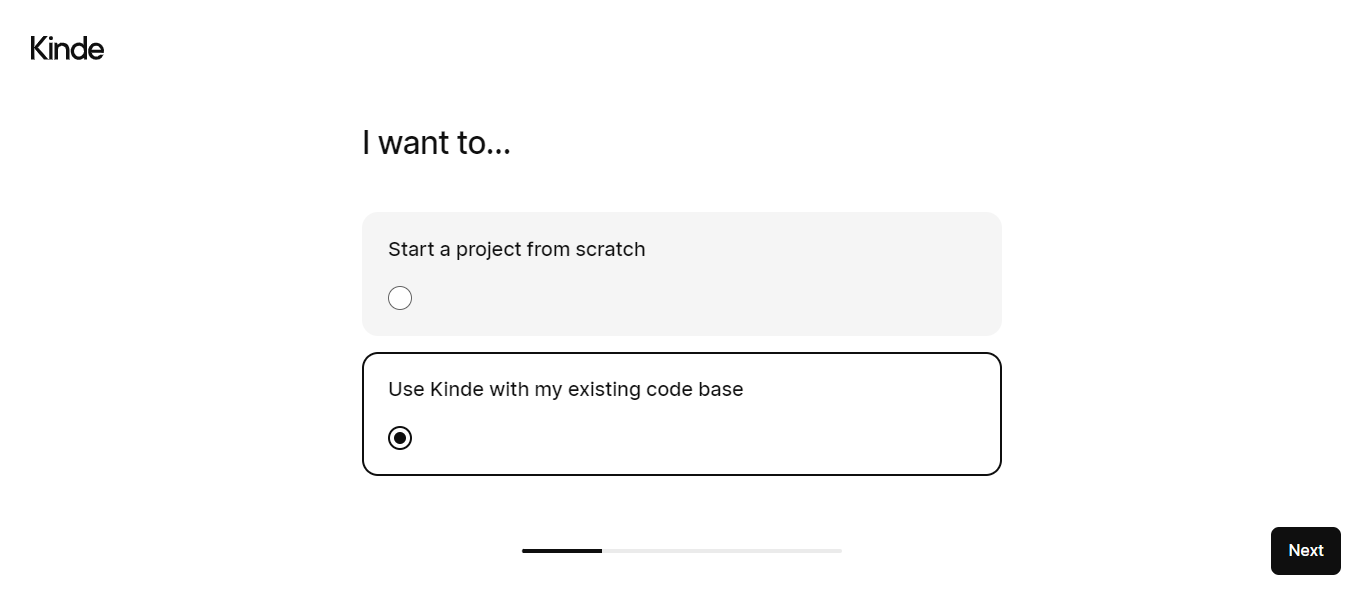 Kinde
I want to...
Start a project from scratch
Use Kinde with my existing code base
Next